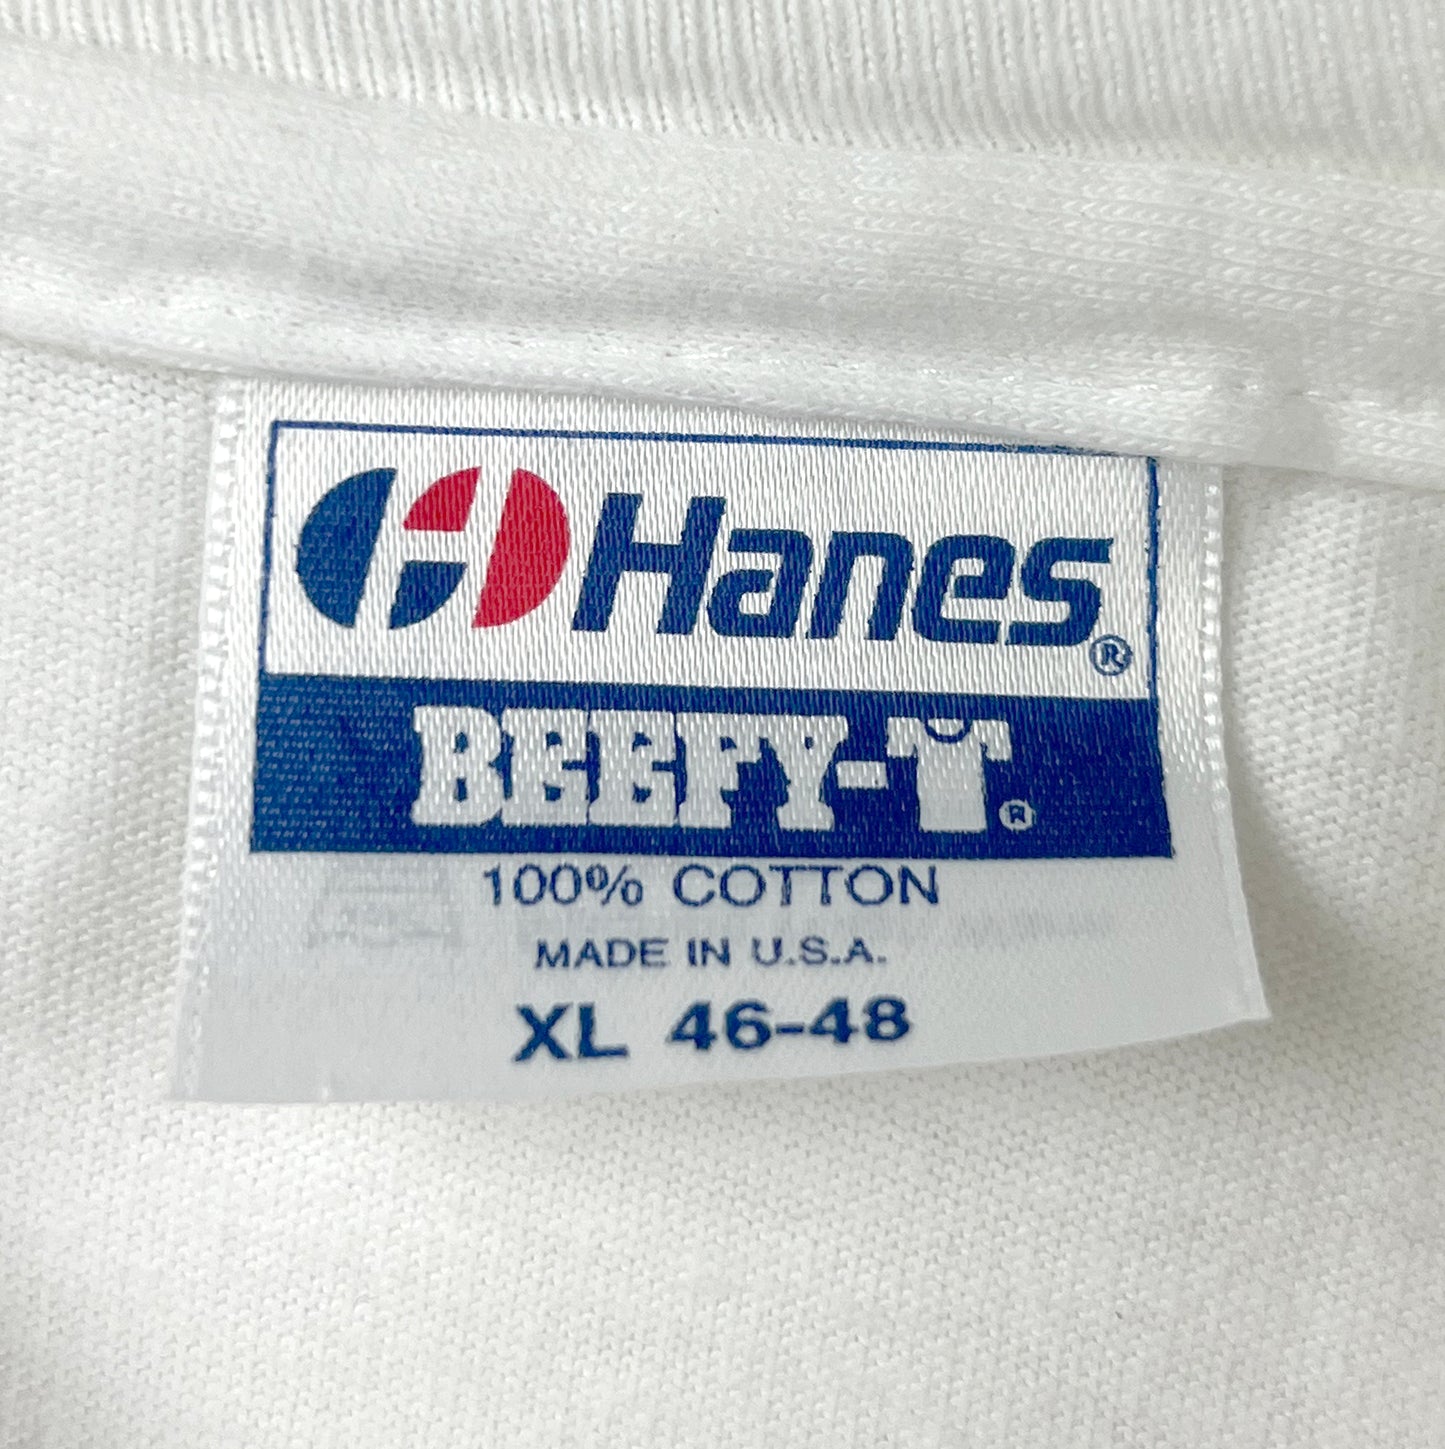 Hanes®
BEEFY-T®
100% COTTON
MADE IN U.S.A.
XL 46-48